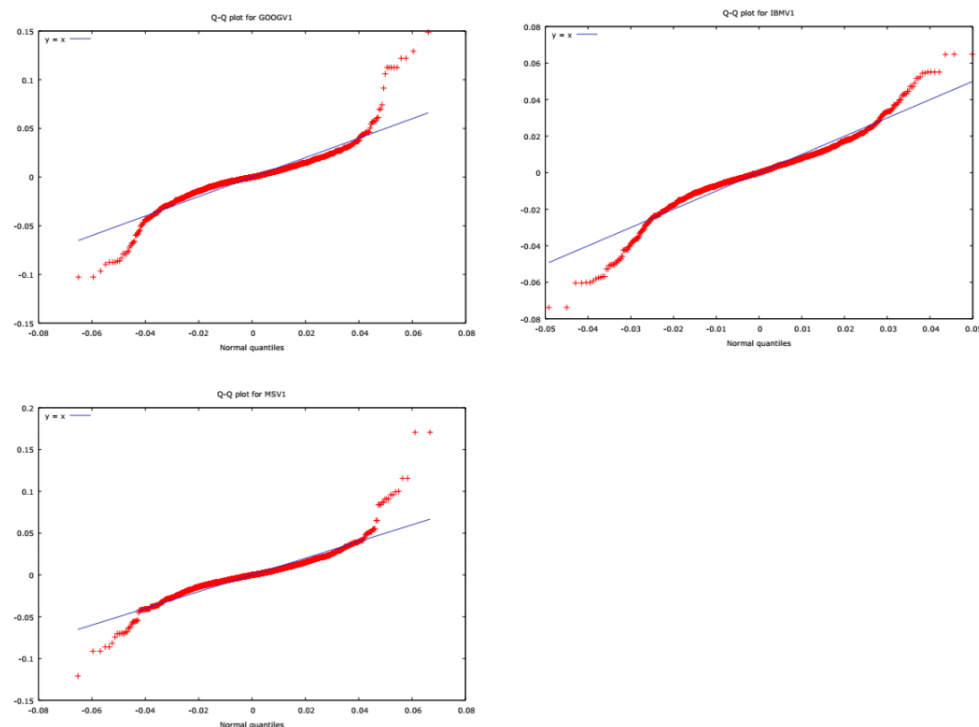 Q-Q plot for GOOGV1
y = x
0.15
0.1
0.05
0
-0.05
-0.1
-0.15
-0.08 -0.06 -0.04 -0.02 0 0.02 0.04 0.06 0.08
Normal quantiles
Q-Q plot for IBMV1
y = x
0.08
0.06
0.04
0.02
0
-0.02
-0.04
-0.06
-0.08
-0.05 -0.04 -0.03 -0.02 -0.01 0 0.01 0.02 0.03 0.04 0.05
Normal quantiles
Q-Q plot for MSV1
y = x
0.2
0.15
0.1
0.05
0
-0.05
-0.1
-0.15
-0.08 -0.06 -0.04 -0.02 0 0.02 0.04 0.06 0.08
Normal quantiles